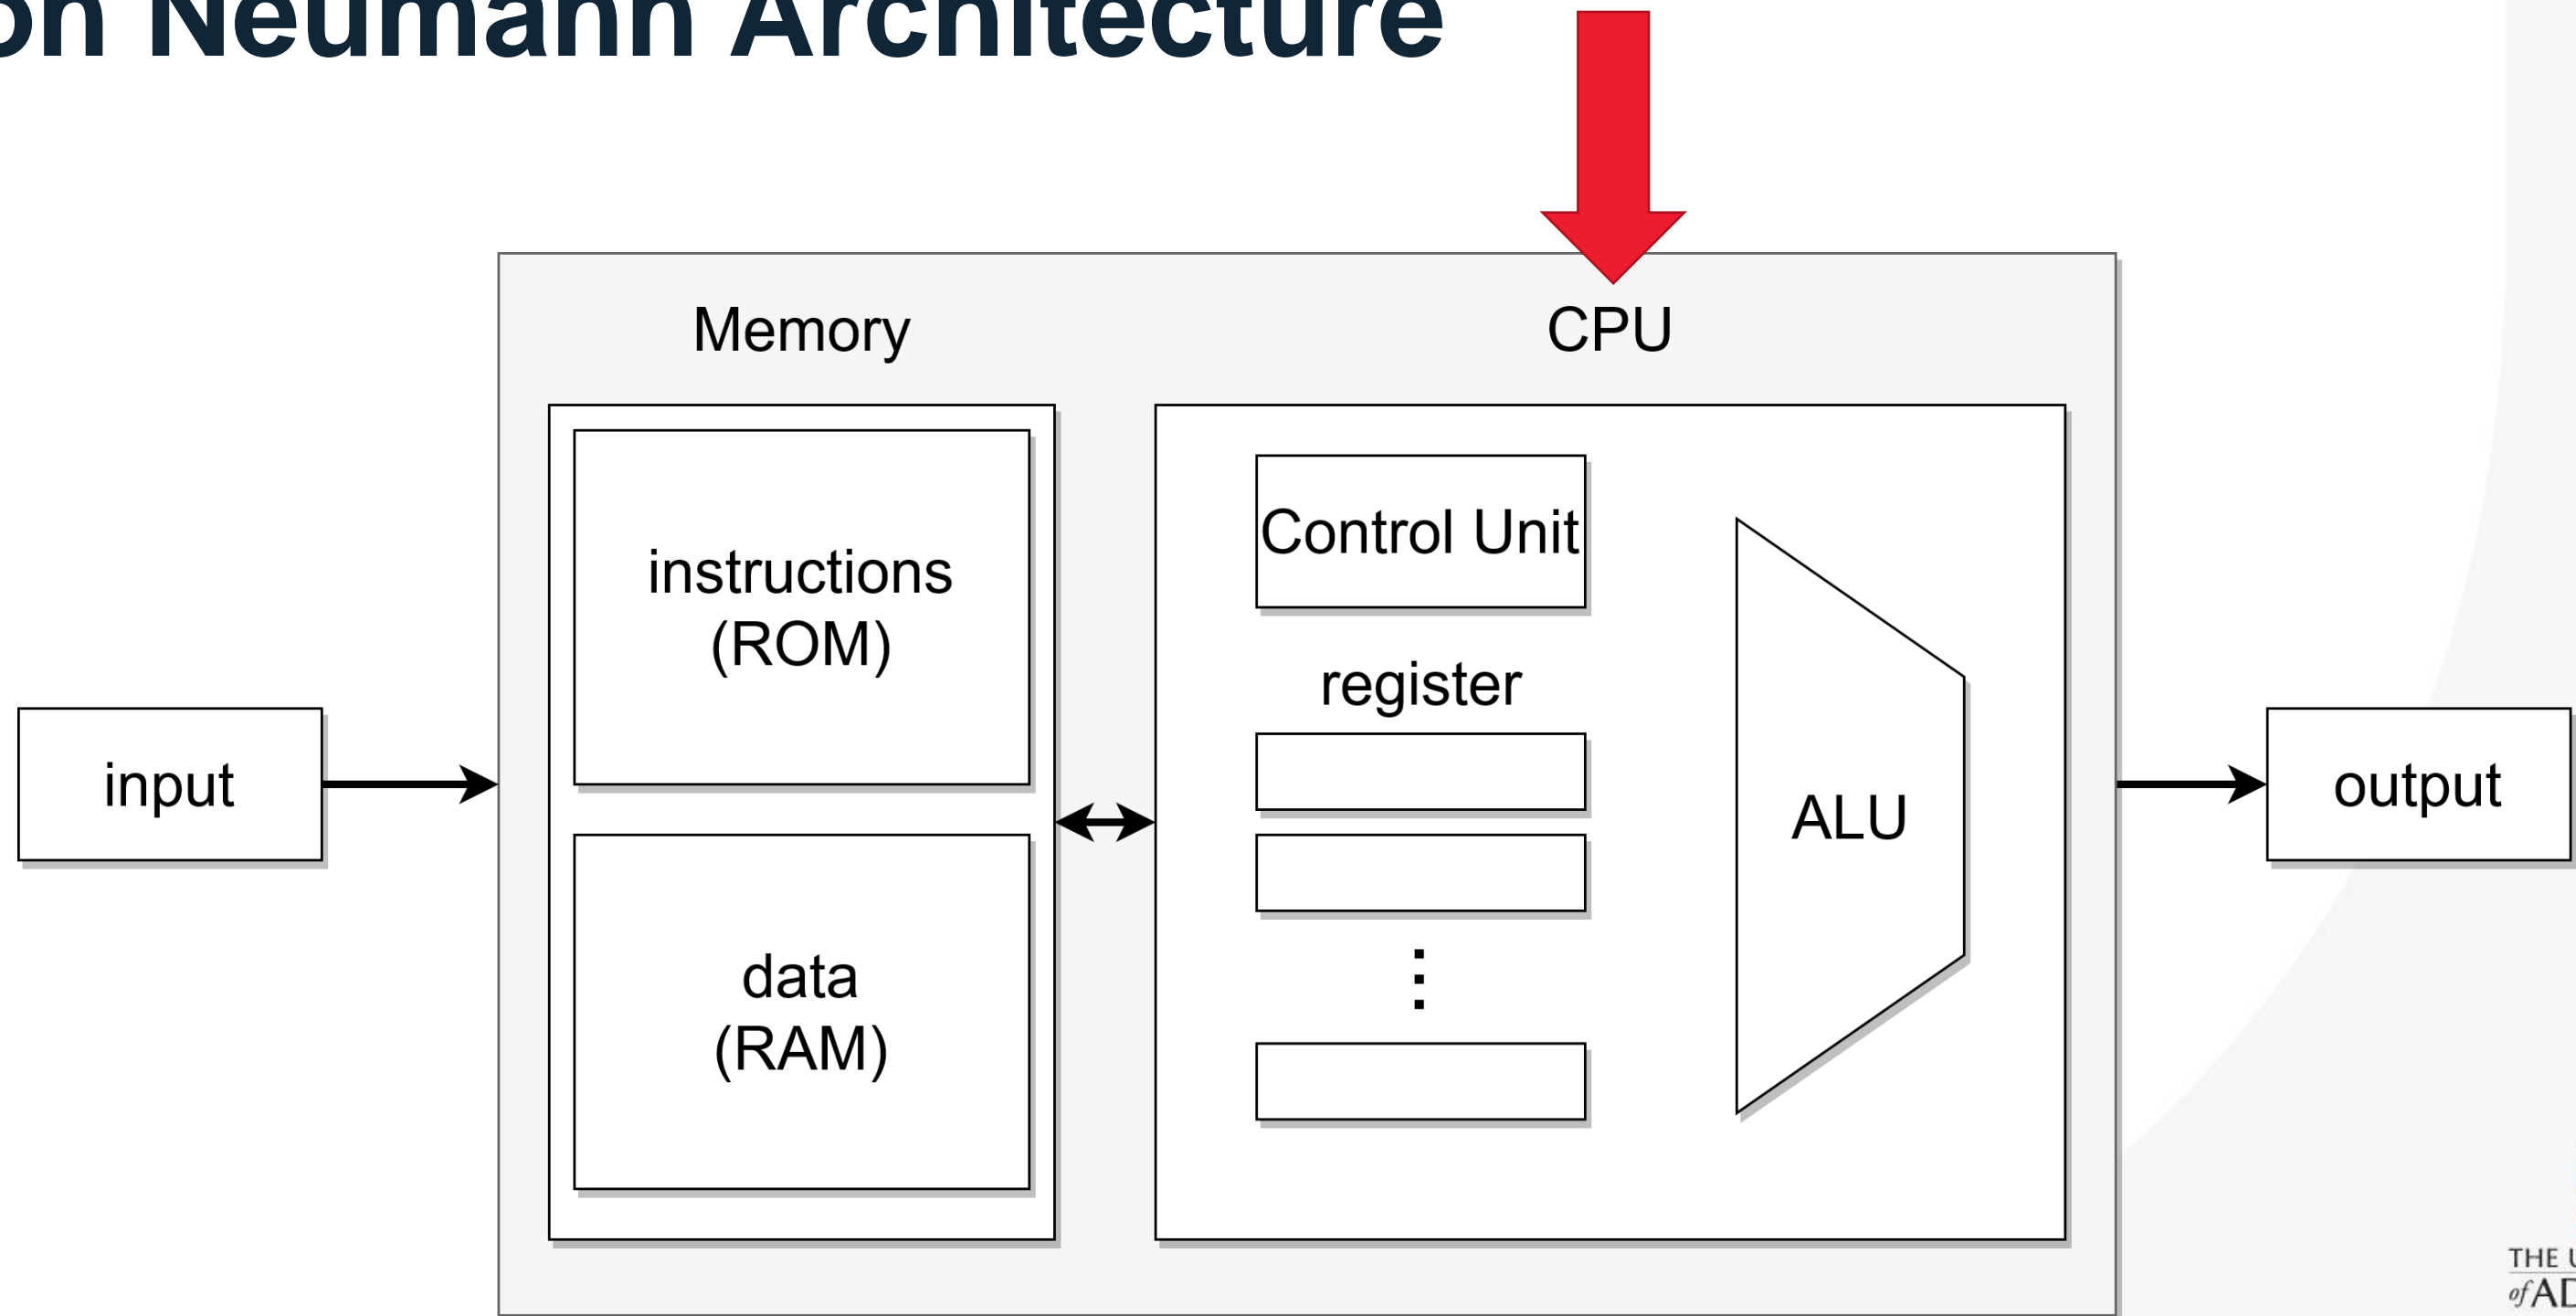 on Neumann Architecture
Memory
CPU
instructions
(ROM)
Control Unit
register
input
ALU
output
data
(RAM)
THE U
of AD